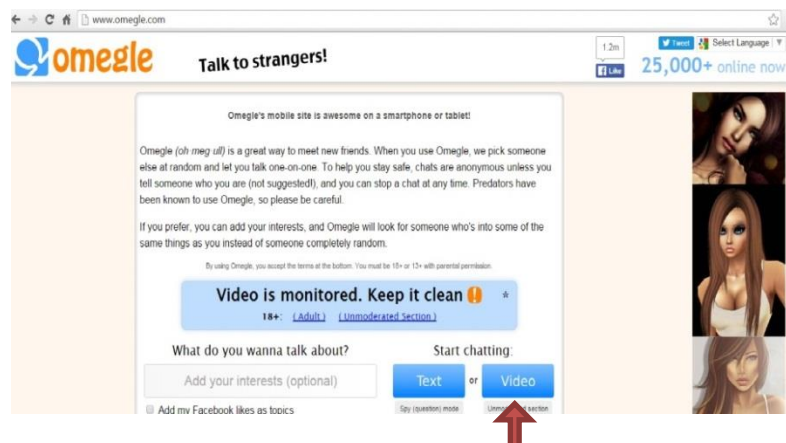 www.omegle.com
omegle
Talk to strangers!
1.2m
Like
Tweet
Select Language
25,000+ online now
Omegle's mobile site is awesome on a smartphone or tablet!
Omegle (oh meg ull) is a great way to meet new friends. When you use Omegle, we pick someone
else at random and let you talk one-on-one. To help you stay safe, chats are anonymous unless you
tell someone who you are (not suggested!), and you can stop a chat at any time. Predators have
been known to use Omegle, so please be careful.
If you prefer, you can add your interests, and Omegle will look for someone who's into some of the
same things as you instead of someone completely random.
By using Omegle, you accept the terms at the bottom. You must be 18+ or 13+ with parental permission.
Video is monitored. Keep it clean ! *
18+: (Adult) (Unmoderated Section)
What do you wanna talk about? Start chatting:
Add your interests (optional) Text or Video
Add my Facebook likes as topics Spy (question) mode section